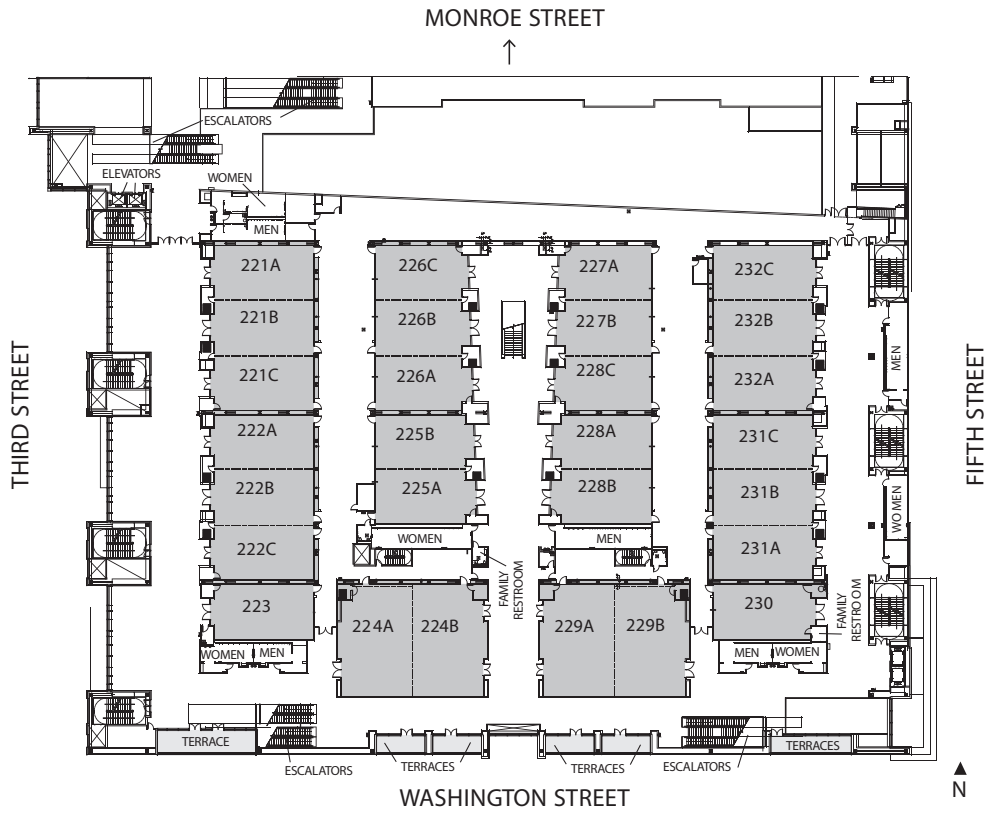 MONROE STREET
ESCALATORS
ELEVATORS
WOMEN
MEN
221A
226C
227A
232C
221B
226B
227B
232B
221C
226A
228C
232A
MEN
THIRD STREET
FIFTH STREET
222A
225B
228A
231C
222B
225A
228B
231B
WOMEN
WOMEN
MEN
222C
231A
FAMILY
RESTROOM
223
224A
224B
229A
229B
230
FAMILY
RESTROOM
WOMEN
MEN
MEN
WOMEN
TERRACE
TERRACES
ESCALATORS
TERRACES
TERRACES
ESCALATORS
WASHINGTON STREET
N